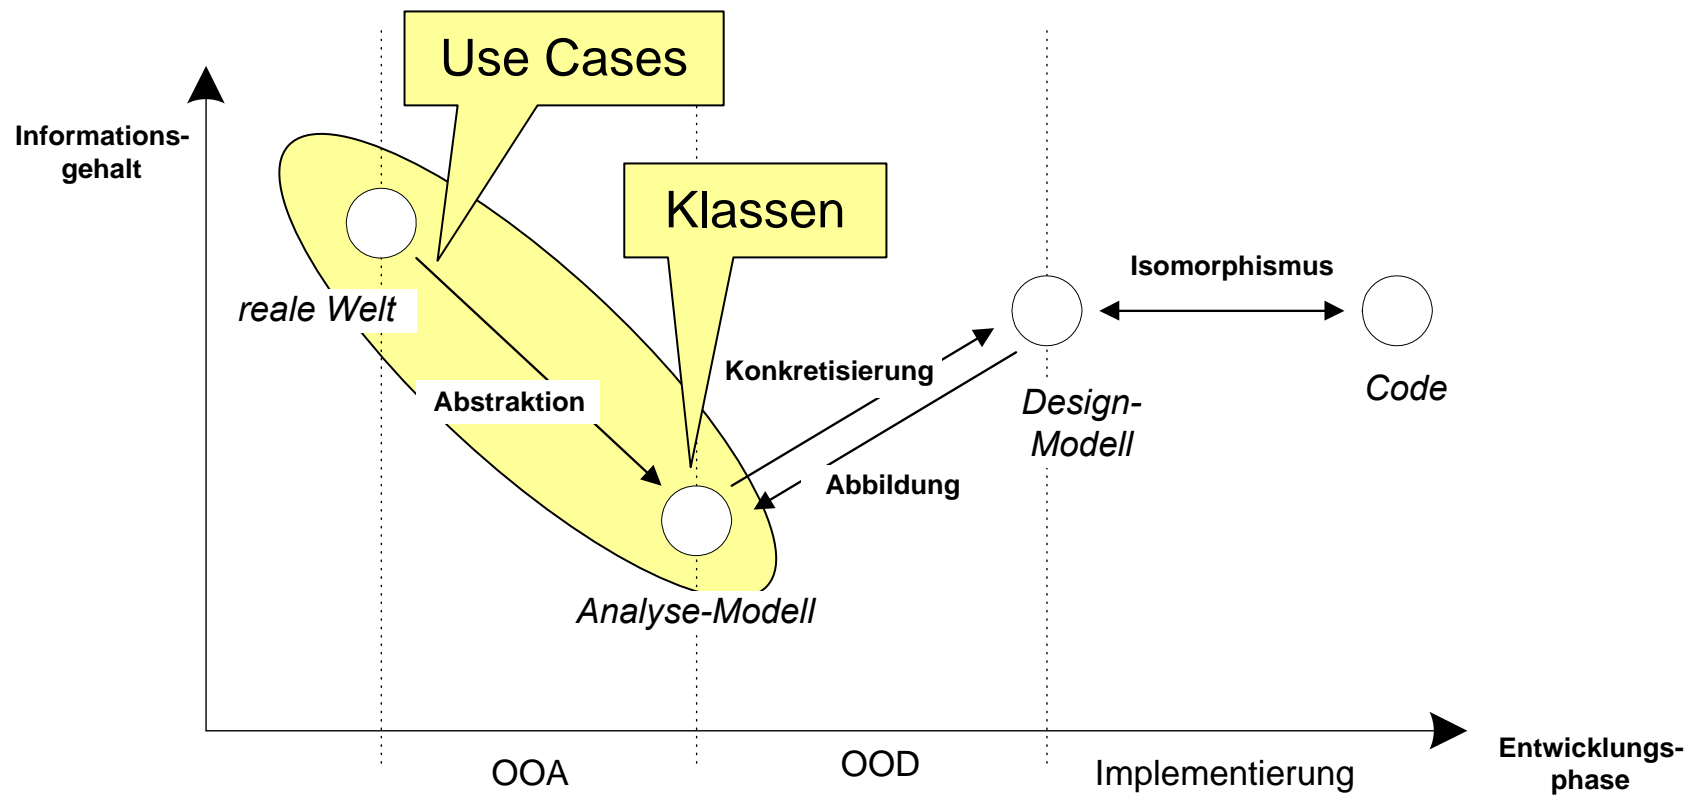 Use Cases
Informations-
gehalt
Klassen
Isomorphismus
reale Welt
Konkretisierung
Abstraktion
Code
Design-
Modell
Abbildung
Analyse-Modell
OOA
OOD
Implementierung
Entwicklungs-
phase